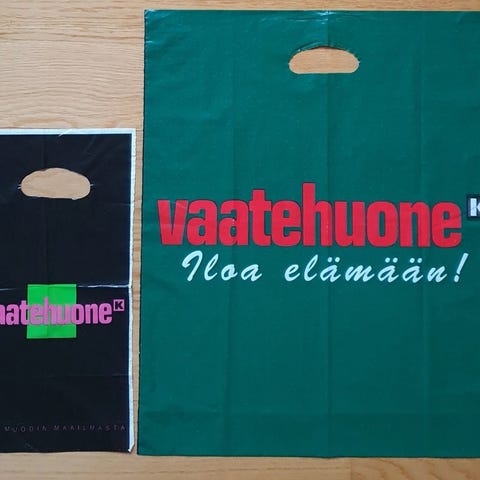 aatehuone K
MUODIN MAAILMASTA
vaatehuone K
Iloa elämään!